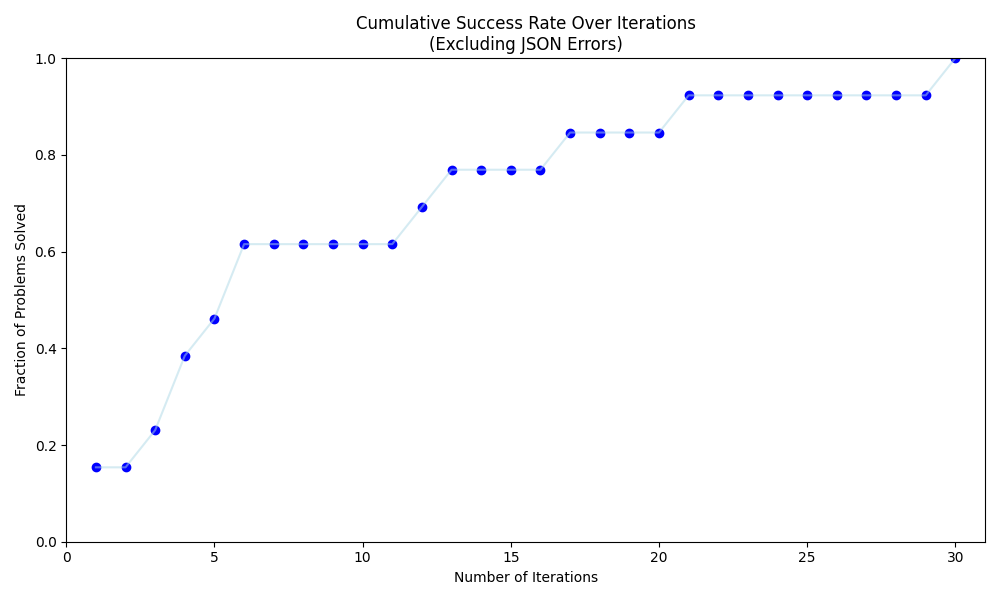 Cumulative Success Rate Over Iterations
(Excluding JSON Errors)
1.0
0.8
0.6
0.4
0.2
0.0
Fraction of Problems Solved
0 5 10 15 20 25 30
Number of Iterations